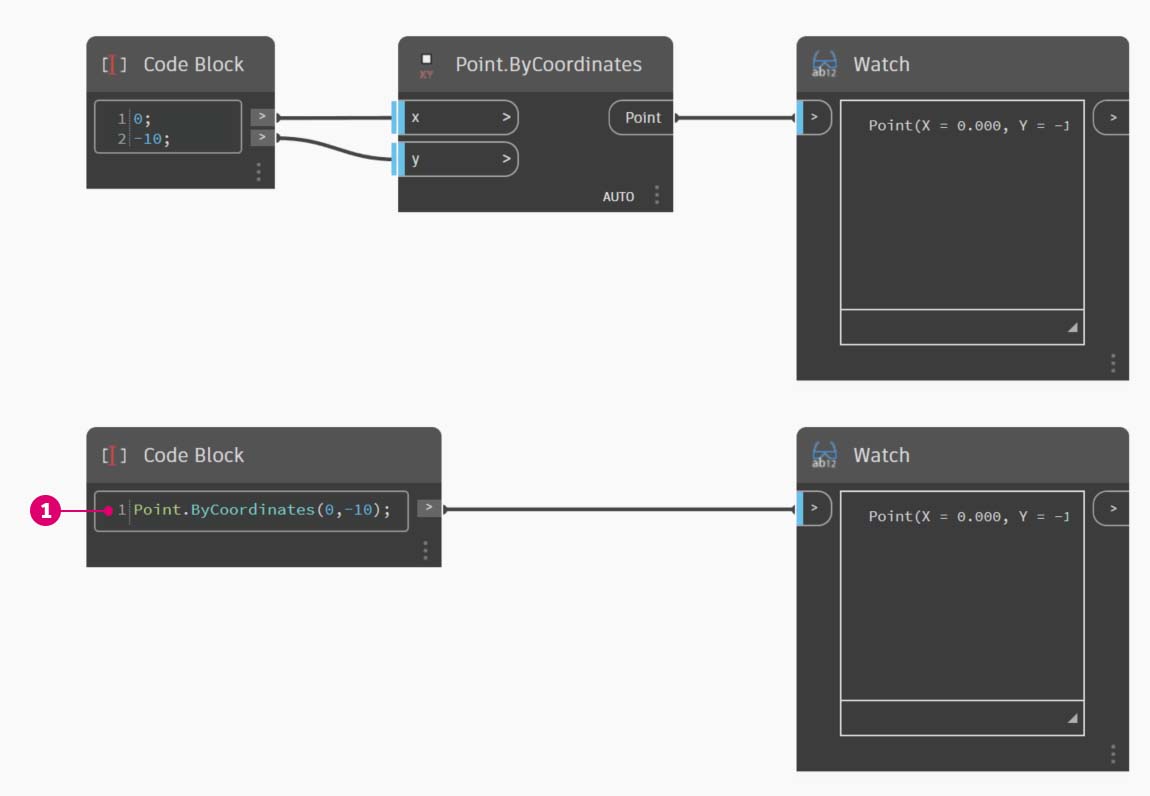 Code Block
1 0;
2 -10;
>
>
XY
Point.ByCoordinates
x >
y >
Point
AUTO
ab12
Watch
>
Point(X = 0.000, Y = -1
>
Code Block
1
1 Point.ByCoordinates(0,-10);
>
ab12
Watch
>
Point(X = 0.000, Y = -1
>